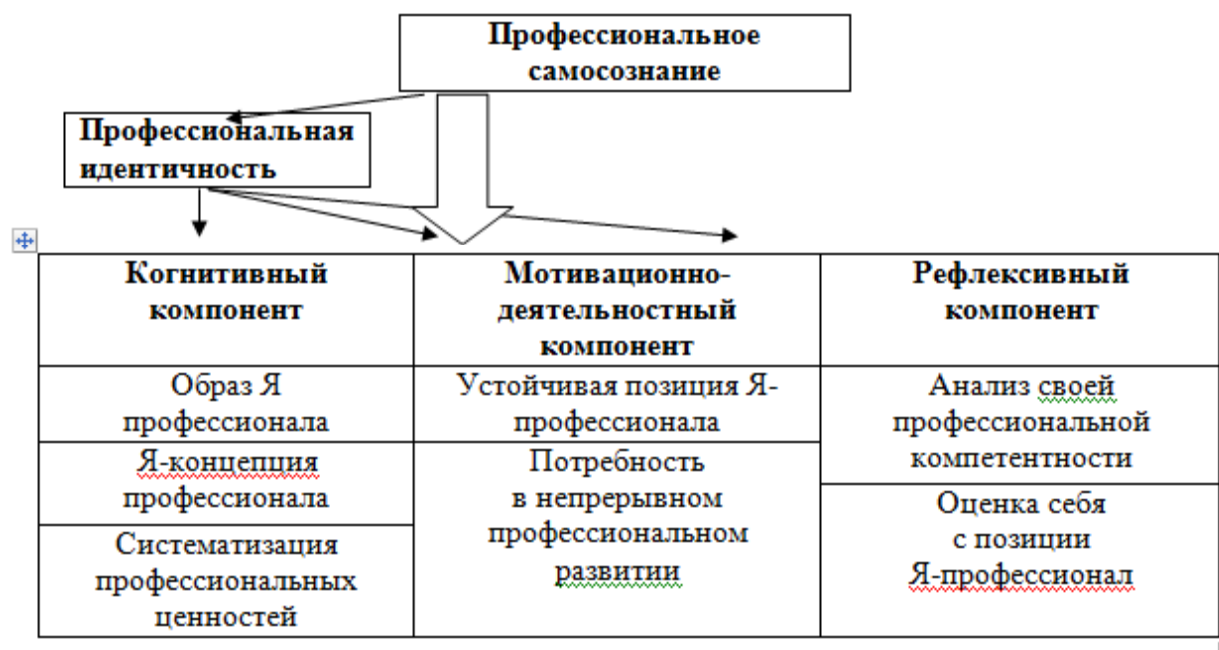 Профессиональное
самосознание
Профессиональная
идентичность
Когнитивный
компонент
Мотивационно-
деятельностный
компонент
Рефлексивный
компонент
Образ Я
профессионала
Я-концепция
профессионала
Систематизация
профессиональных
ценностей
Устойчивая позиция Я-
профессионала
Потребность
в непрерывном
профессиональном
развитии
Анализ своей
профессиональной
компетентности
Оценка себя
с позиции
Я-профессионал